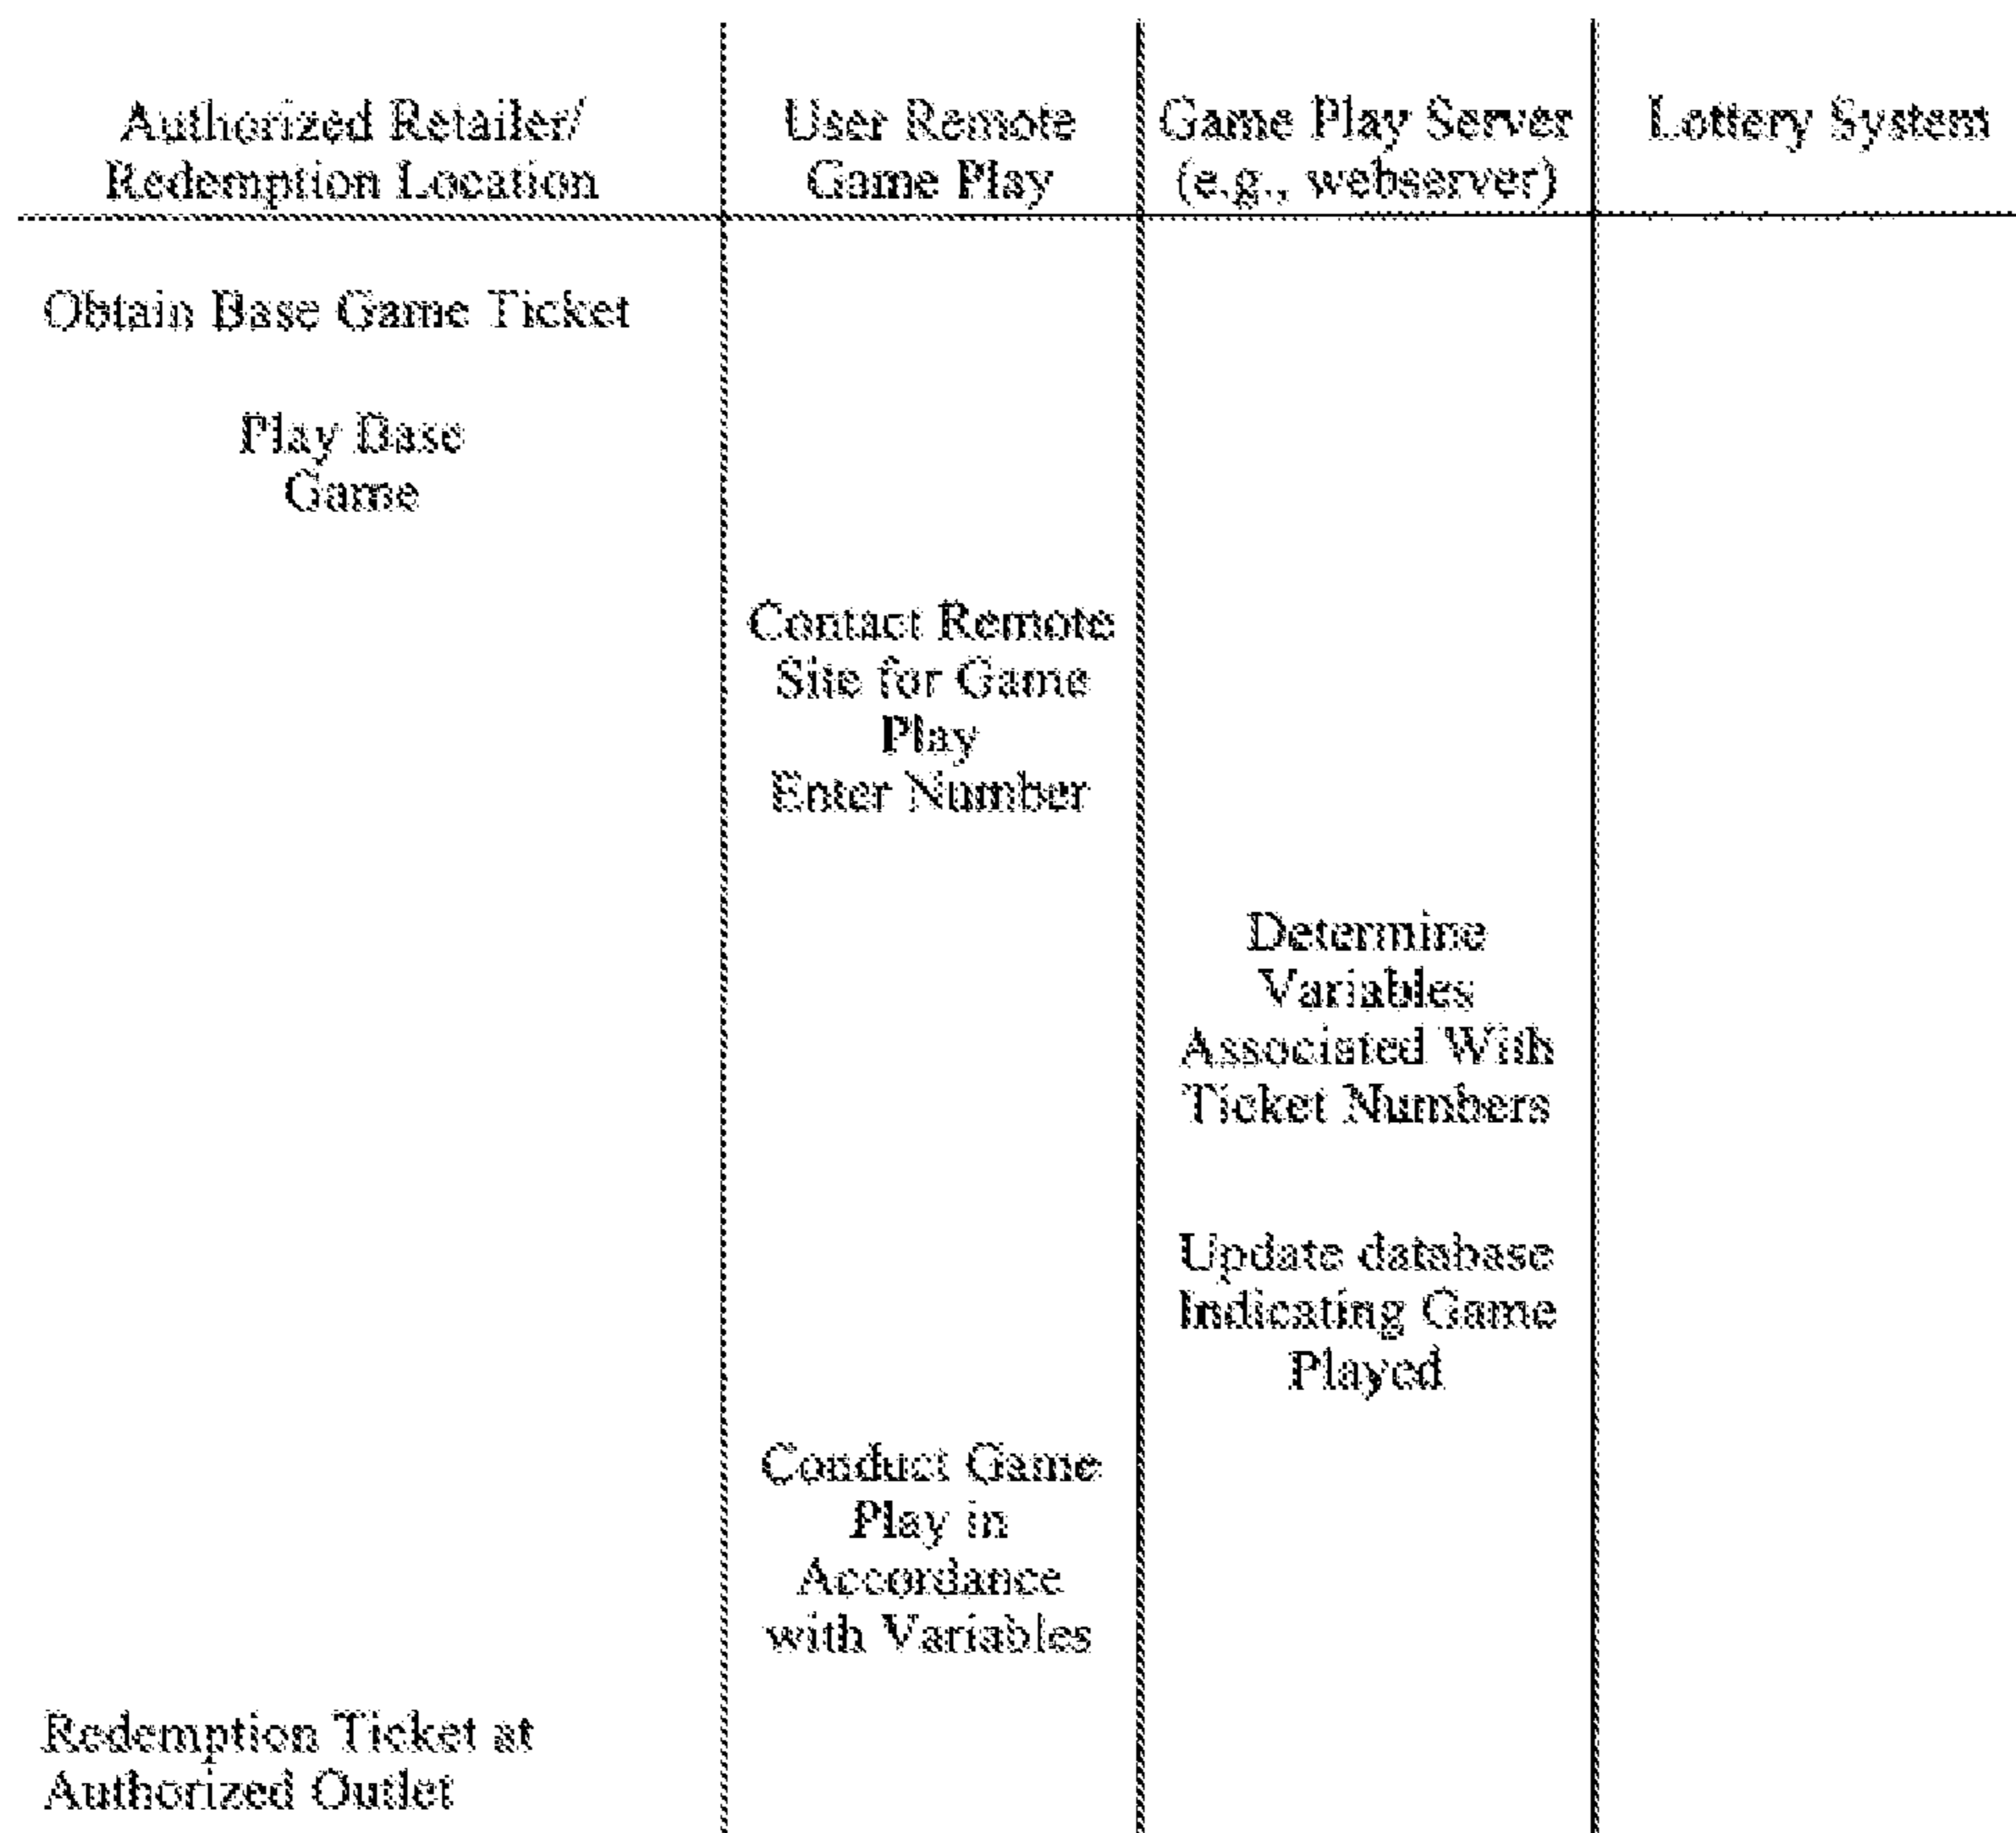 Authorized Retailer/
Redemption Location
User Remote
Game Play
Game Play Server
(e.g., webserver)
Lottery System
Obtain Base Game Ticket
Play Base
Game
Contact Remote
Site for Game
Play
Enter Number
Determine
Variables
Associated With
Ticket Numbers
Update database
Indicating Game
Played
Conduct Game
Play in
Accordance
with Variables
Redemption Ticket at
Authorized Outlet